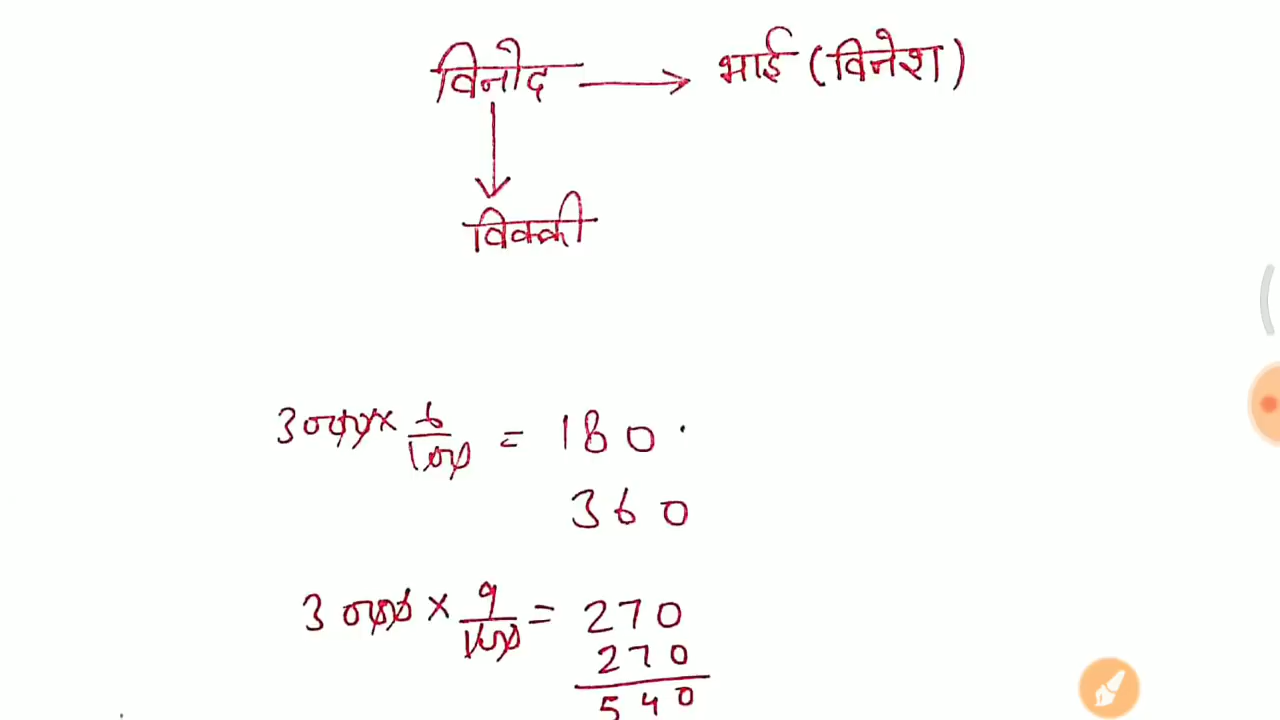 विनोद → भाई (विनेश)
↓
विक्की
3000 × 6/100 = 180
360
3000 × 9/100 = 270
270
540